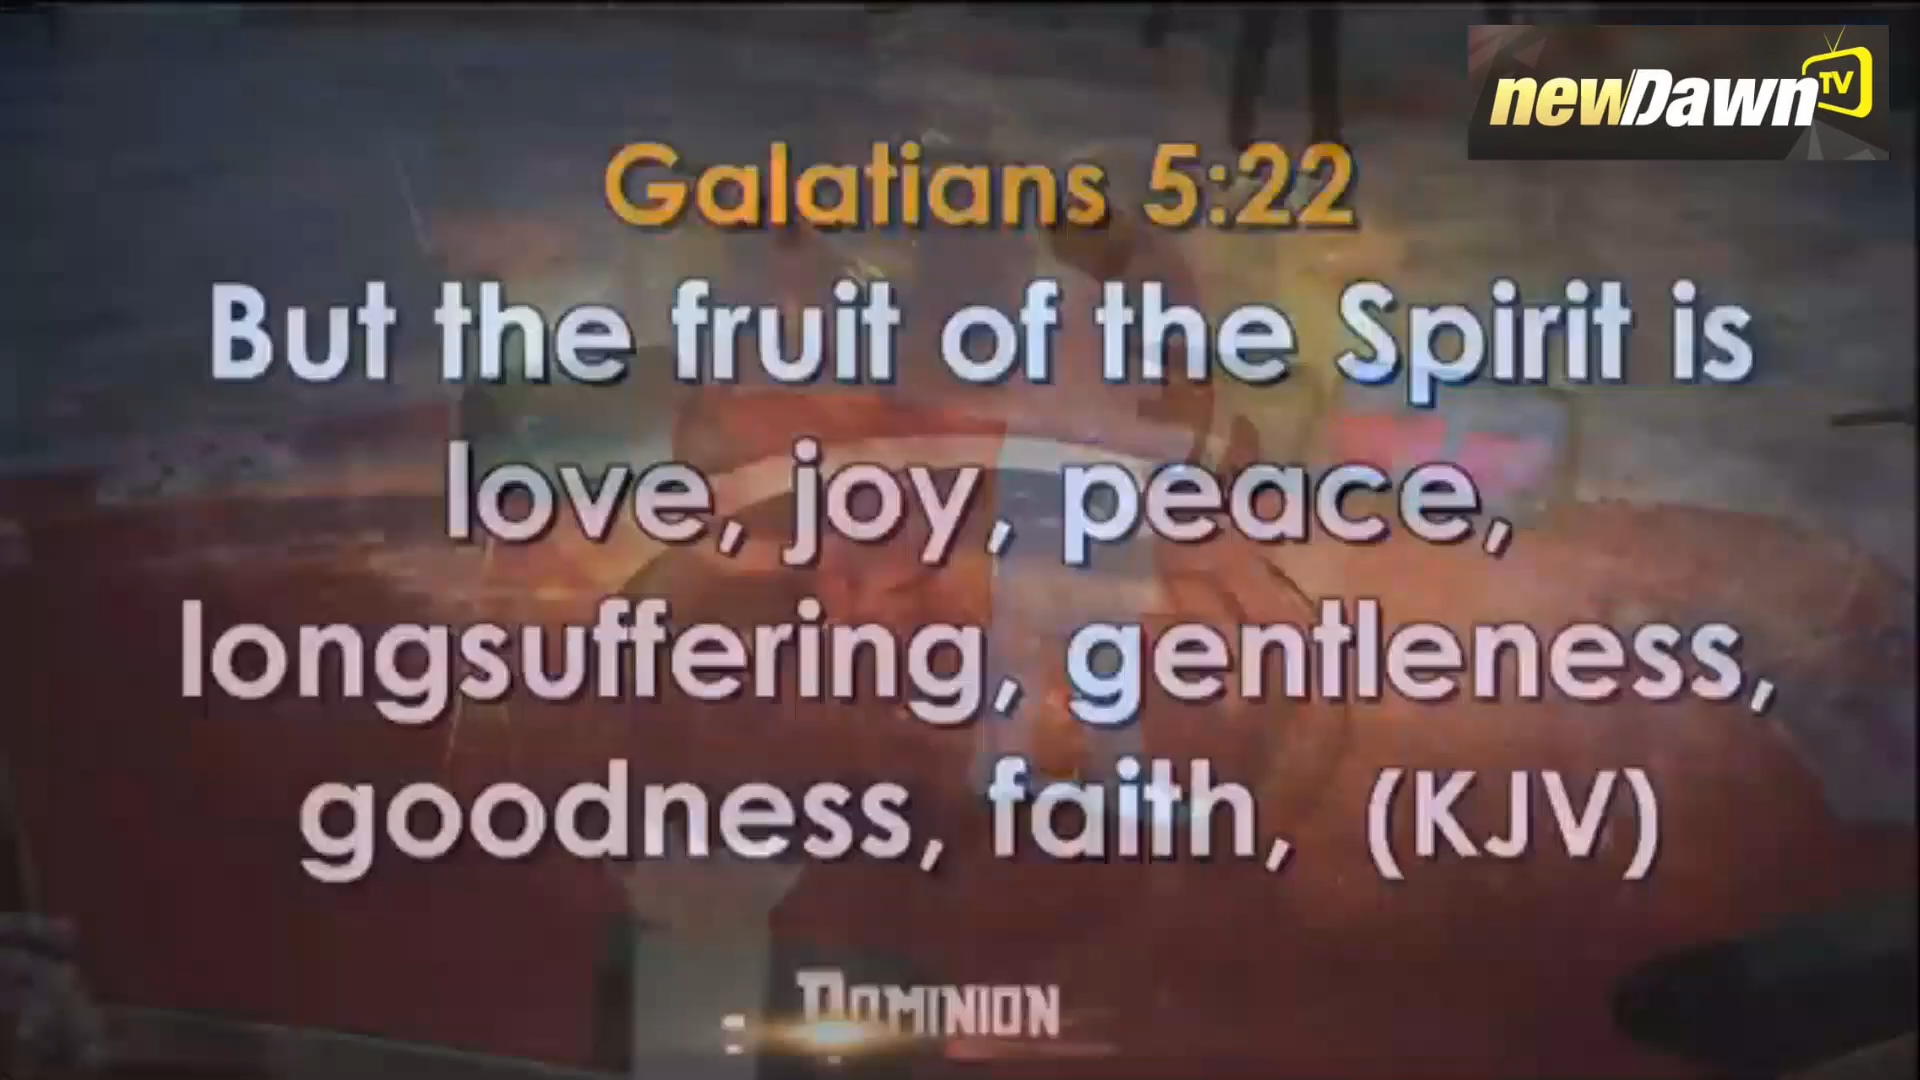 newDawn TV
Galatians 5:22
But the fruit of the Spirit is
love, joy, peace,
longsuffering, gentleness,
goodness, faith, (KJV)
DOMINION